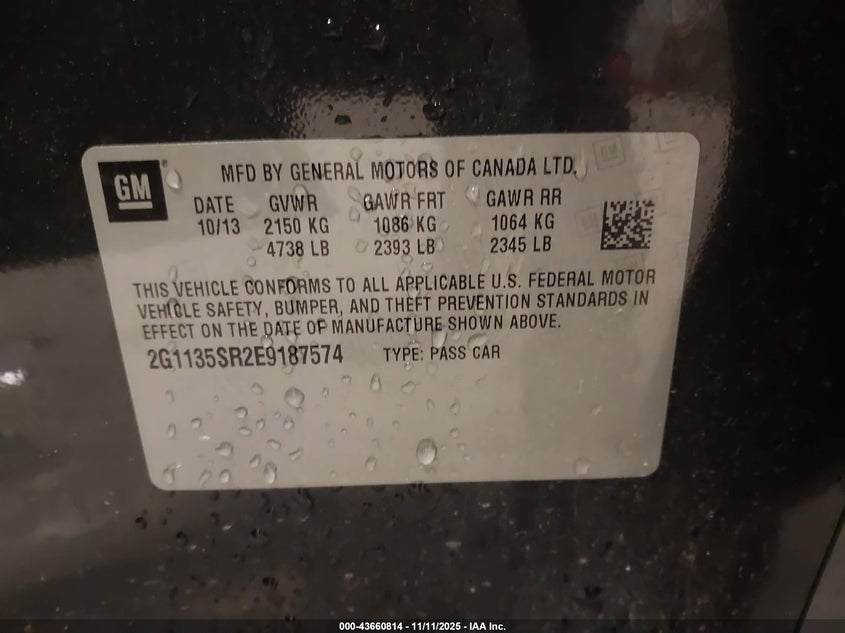 GM
MFD BY GENERAL MOTORS OF CANADA LTD.
DATE GVWR GAWR FRT GAWR RR
10/13 2150 KG 1086 KG 1064 KG
4738 LB 2393 LB 2345 LB
THIS VEHICLE CONFORMS TO ALL APPLICABLE U.S. FEDERAL MOTOR
VEHICLE SAFETY, BUMPER, AND THEFT PREVENTION STANDARDS IN
EFFECT ON THE DATE OF MANUFACTURE SHOWN ABOVE.
2G1135SR2E9187574 TYPE: PASS CAR
000-43660814 - 11/11/2025 - IAA Inc.